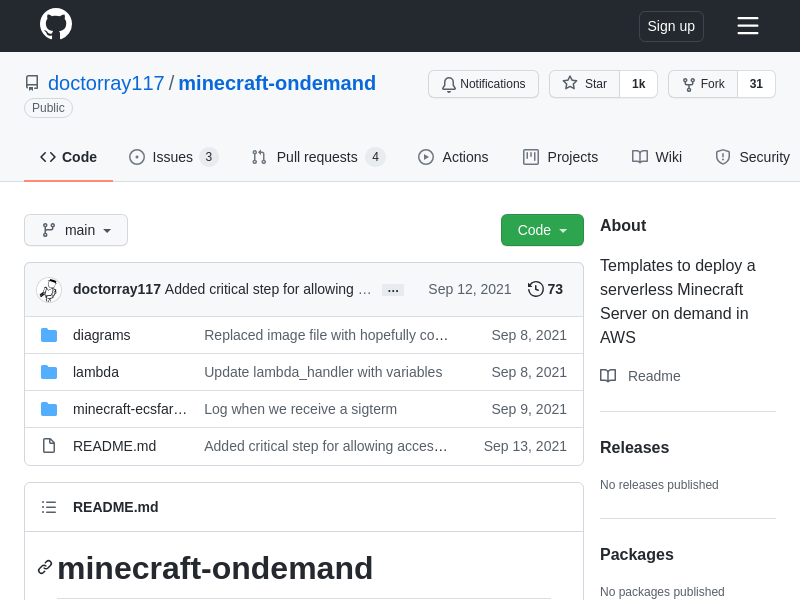 Sign up
doctorray117 / minecraft-ondemand
Public
Notifications
Star 1k
Fork 31
Code
Issues 3
Pull requests 4
Actions
Projects
Wiki
Security
main
Code
doctorray117 Added critical step for allowing … ... Sep 12, 2021 73
diagrams Replaced image file with hopefully co… Sep 8, 2021
lambda Update lambda_handler with variables Sep 8, 2021
minecraft-ecsfar… Log when we receive a sigterm Sep 9, 2021
README.md Added critical step for allowing acces… Sep 13, 2021
README.md
minecraft-ondemand
About
Templates to deploy a
serverless Minecraft
Server on demand in
AWS
Readme
Releases
No releases published
Packages
No packages published